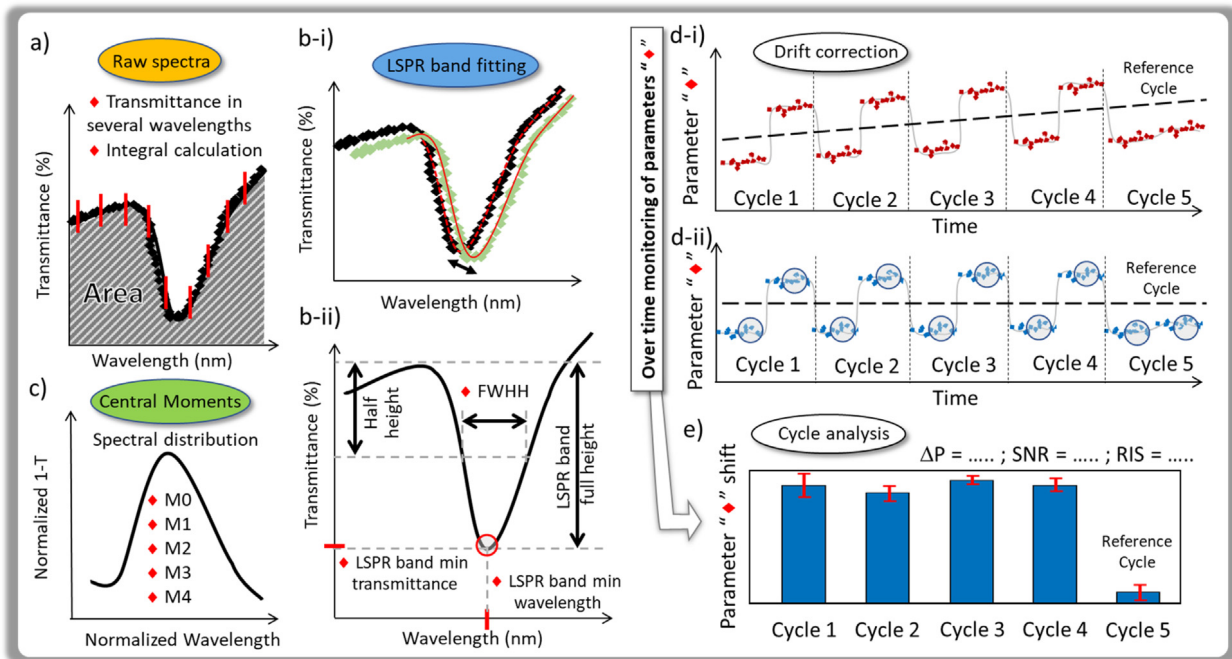 a)
Raw spectra
♦ Transmittance in
several wavelengths
♦ Integral calculation
Transmittance (%)
Area
Wavelength (nm)
b-i)
LSPR band fitting
Transmittance (%)
Wavelength (nm)
b-ii)
Transmittance (%)
Half
height
♦ FWHH
LSPR band
full height
♦ LSPR band min
transmittance
♦ LSPR band min
wavelength
Wavelength (nm)
c)
Central Moments
Spectral distribution
Normalized 1-T
♦ M0
♦ M1
♦ M2
♦ M3
♦ M4
Normalized Wavelength
Over time monitoring of parameters "♦"
d-i)
Drift correction
Parameter "♦"
Reference
Cycle
Cycle 1
Cycle 2
Cycle 3
Cycle 4
Cycle 5
Time
d-ii)
Parameter "♦"
Reference
Cycle
Cycle 1
Cycle 2
Cycle 3
Cycle 4
Cycle 5
Time
e)
Cycle analysis
ΔP = ..... ; SNR = ..... ; RIS = .....
Parameter "♦" shift
Reference
Cycle
Cycle 1
Cycle 2
Cycle 3
Cycle 4
Cycle 5